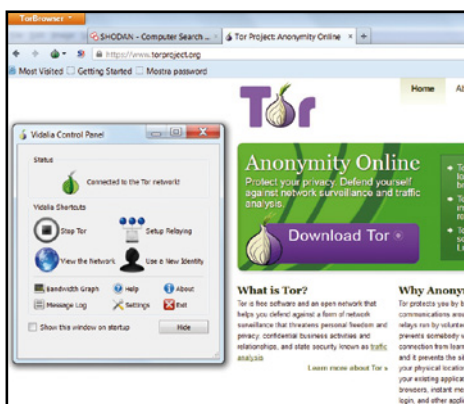 TorBrowser
SHODAN - Computer Search ...
Tor Project: Anonymity Online
https://www.torproject.org
Most Visited
Getting Started
Mostra password
Home
Tor
Vidalia Control Panel
Status
Connected to the Tor network!
Vidalia Shortcuts
Stop Tor
Setup Relaying
View the Network
Use a New Identity
Bandwidth Graph
Help
About
Message Log
Settings
Exit
Show this window on startup
Hide
Anonymity Online
Protect your privacy. Defend yourself
against network surveillance and traffic
analysis.
Download Tor
What is Tor?
Tor is free software and an open network that
helps you defend against a form of network
surveillance that threatens personal freedom and
privacy, confidential business activities and
relationships, and state security known as traffic
analysis
Learn more about Tor »
Why Anony
Tor protects you by b
communications arou
relays run by volunte
prevents somebody w
connection from learn
and it prevents the si
your physical locatio
your existing applicat
browsers, instant me
login, and other appli